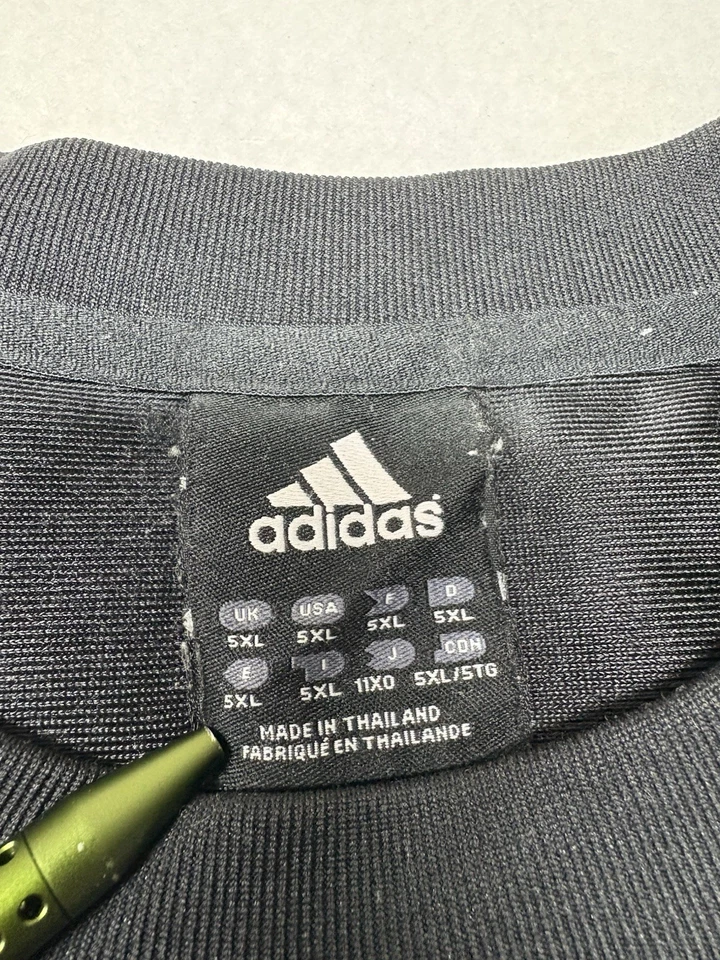 adidas
UK USA F D
5XL 5XL 5XL 5XL
E I J CDN
5XL 5XL 11XO 5XL/5TG
MADE IN THAILAND
FABRIQUÉ EN THAILANDE